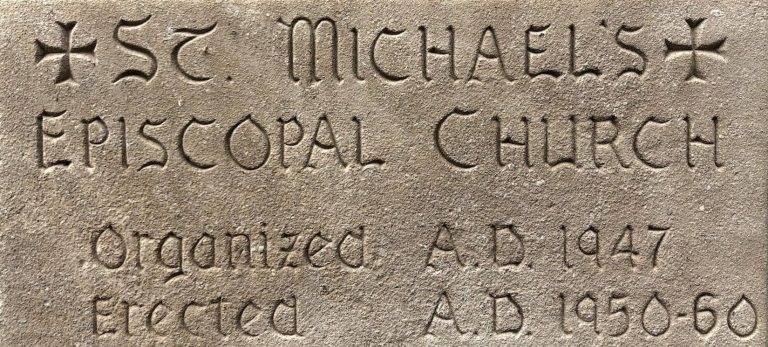 ✠ St. Michael's ✠
Episcopal Church
Organized A.D. 1947
Erected A.D. 1950-60